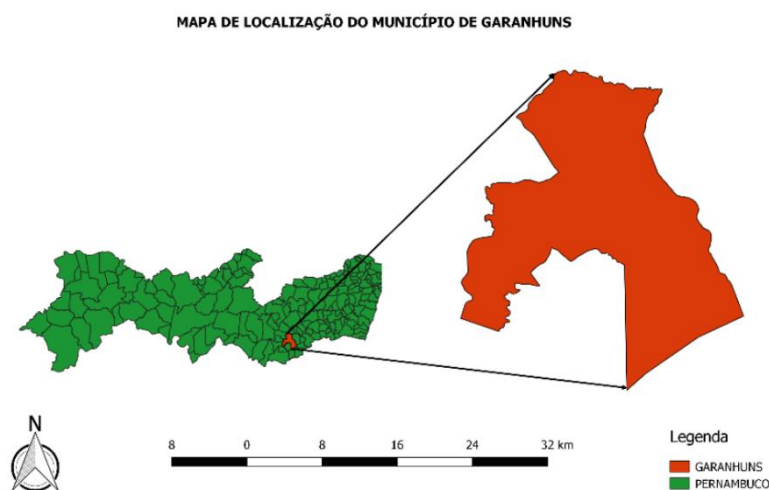 MAPA DE LOCALIZAÇÃO DO MUNICÍPIO DE GARANHUNS
N
8 0 8 16 24 32 km
Legenda
GARANHUNS
PERNAMBUCO